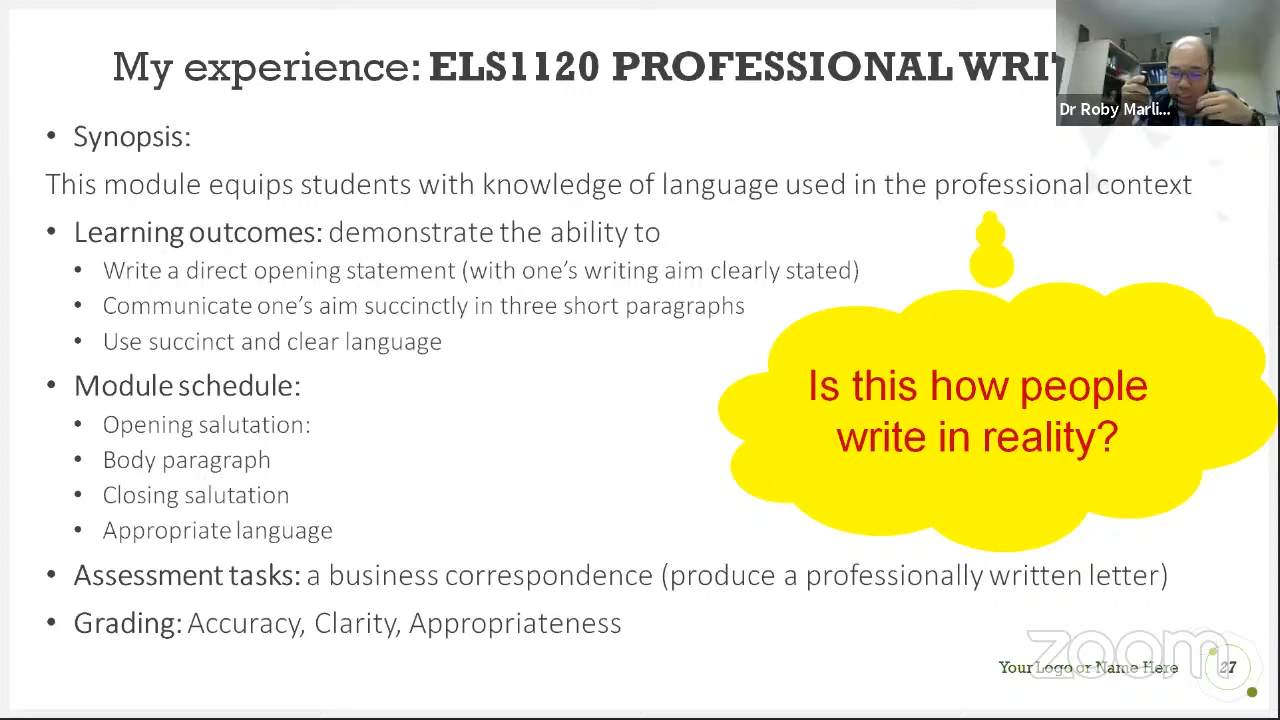 My experience: ELS1120 PROFESSIONAL WRIT
Dr Roby Marli...
• Synopsis:
This module equips students with knowledge of language used in the professional context
• Learning outcomes: demonstrate the ability to
• Write a direct opening statement (with one's writing aim clearly stated)
• Communicate one's aim succinctly in three short paragraphs
• Use succinct and clear language
• Module schedule:
• Opening salutation:
• Body paragraph
• Closing salutation
• Appropriate language
Is this how people
write in reality?
• Assessment tasks: a business correspondence (produce a professionally written letter)
• Grading: Accuracy, Clarity, Appropriateness
zoom
Your Logo or Name Here
27